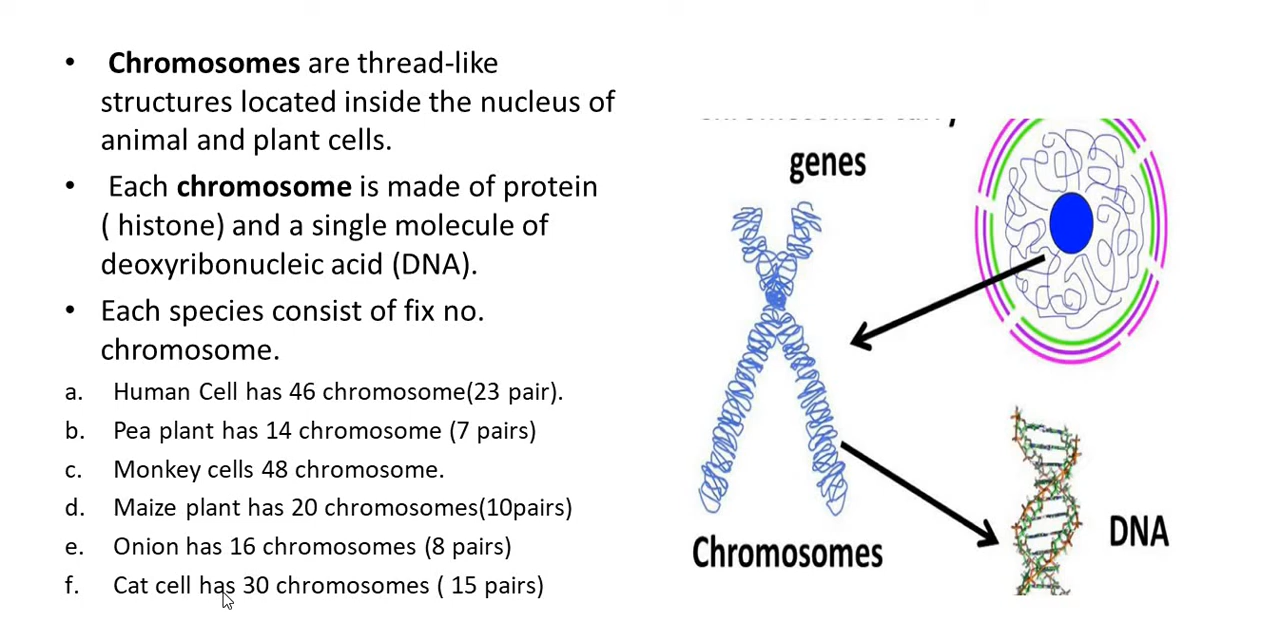 • Chromosomes are thread-like
structures located inside the nucleus of
animal and plant cells.
• Each chromosome is made of protein
( histone) and a single molecule of
deoxyribonucleic acid (DNA).
• Each species consist of fix no.
chromosome.
a. Human Cell has 46 chromosome(23 pair).
b. Pea plant has 14 chromosome (7 pairs)
c. Monkey cells 48 chromosome.
d. Maize plant has 20 chromosomes(10pairs)
e. Onion has 16 chromosomes (8 pairs)
f. Cat cell has 30 chromosomes ( 15 pairs)
genes
Chromosomes
DNA